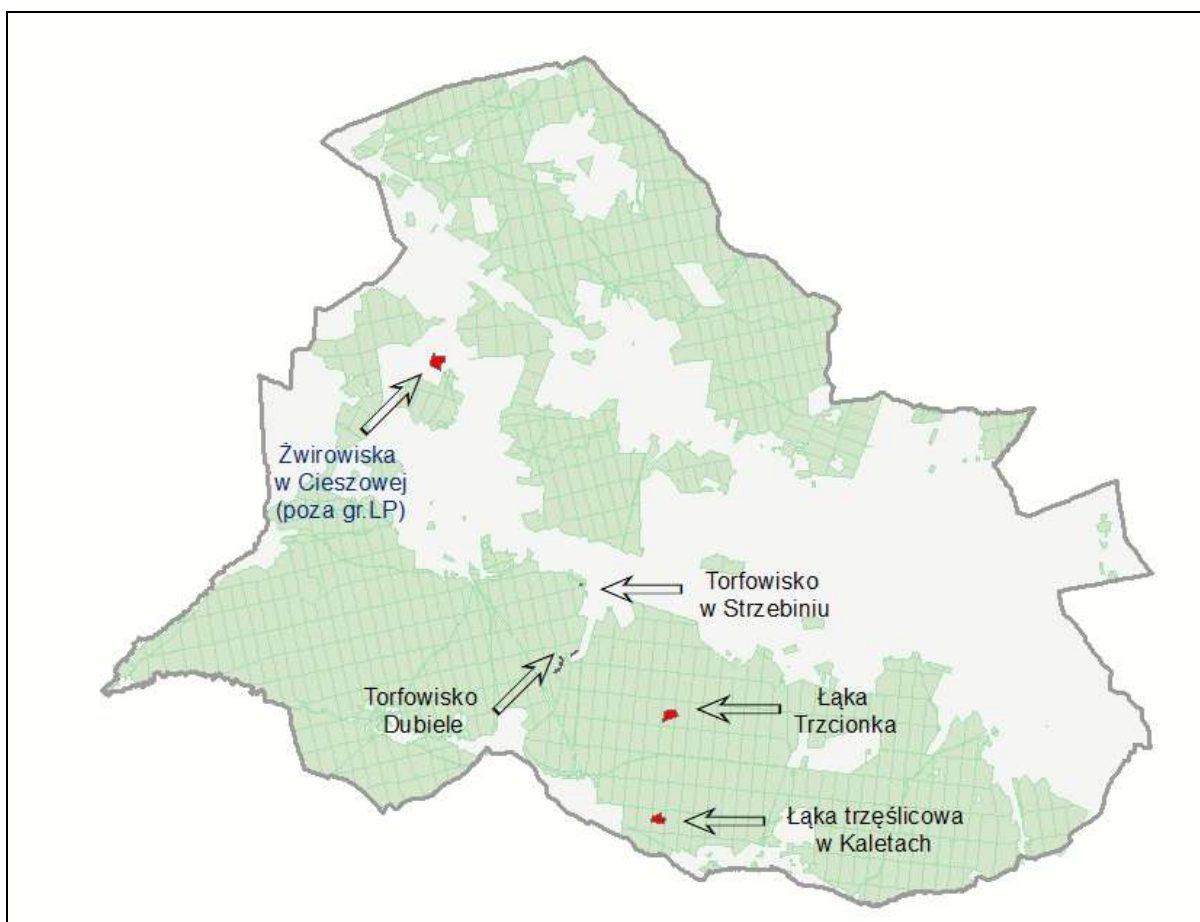 Żwirowiska
w Cieszowej
(poza gr.LP)
Torfowisko
w Strzebiniu
Torfowisko
Dubiele
Łąka
Trzcionka
Łąka trzęślicowa
w Kaletach